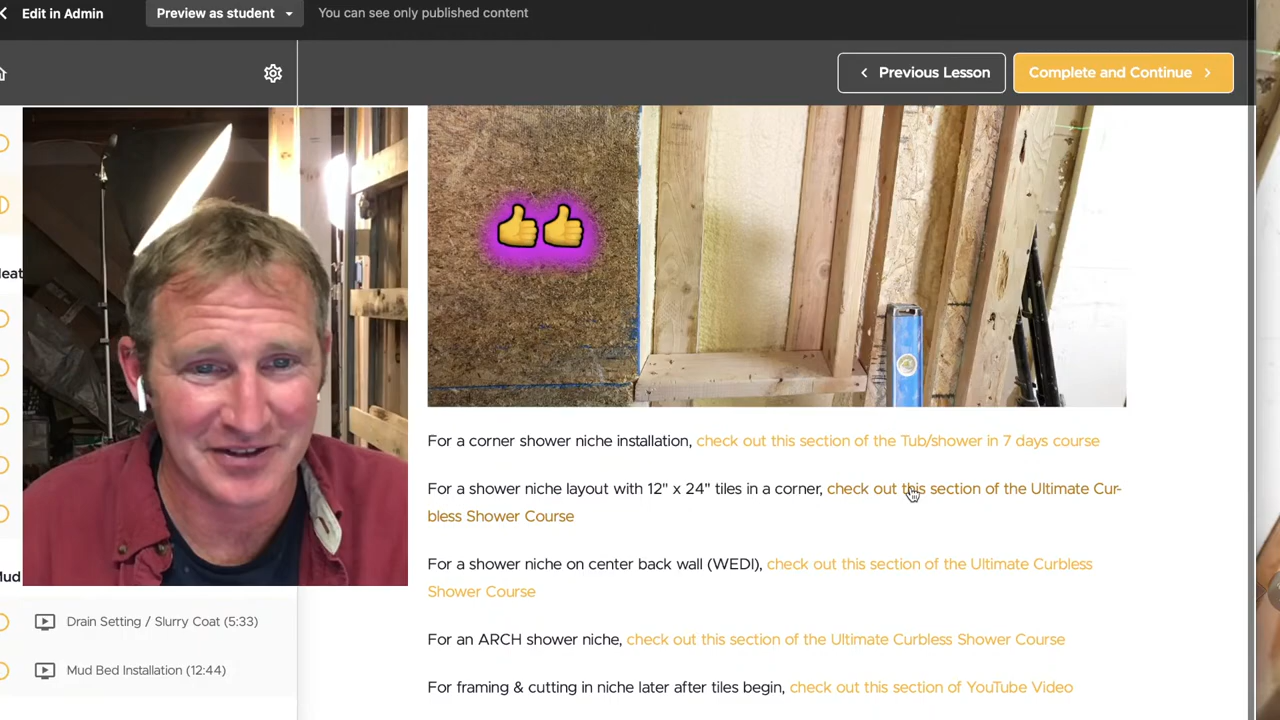 Edit in Admin
Preview as student
You can see only published content
Previous Lesson
Complete and Continue
For a corner shower niche installation, check out this section of the Tub/shower in 7 days course
For a shower niche layout with 12" x 24" tiles in a corner, check out this section of the Ultimate Cur-
bless Shower Course
For a shower niche on center back wall (WEDI), check out this section of the Ultimate Curbless
Shower Course
For an ARCH shower niche, check out this section of the Ultimate Curbless Shower Course
For framing & cutting in niche later after tiles begin, check out this section of YouTube Video
Mud
Drain Setting / Slurry Coat (5:33)
Mud Bed Installation (12:44)